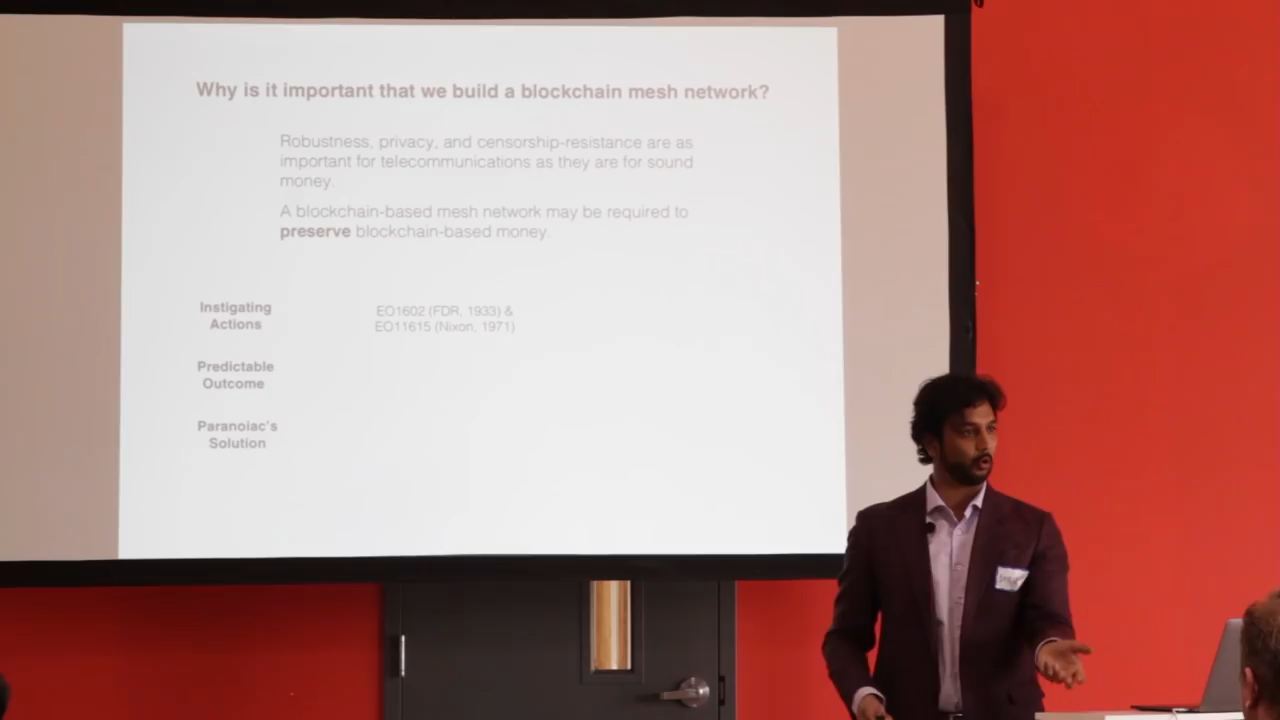 Why is it important that we build a blockchain mesh network?
Robustness, privacy, and censorship-resistance are as
important for telecommunications as they are for sound
money.
A blockchain-based mesh network may be required to
preserve blockchain-based money.
Instigating
Actions
EO1602 (FDR, 1933) &
EO11615 (Nixon, 1971)
Predictable
Outcome
Paranoiac's
Solution